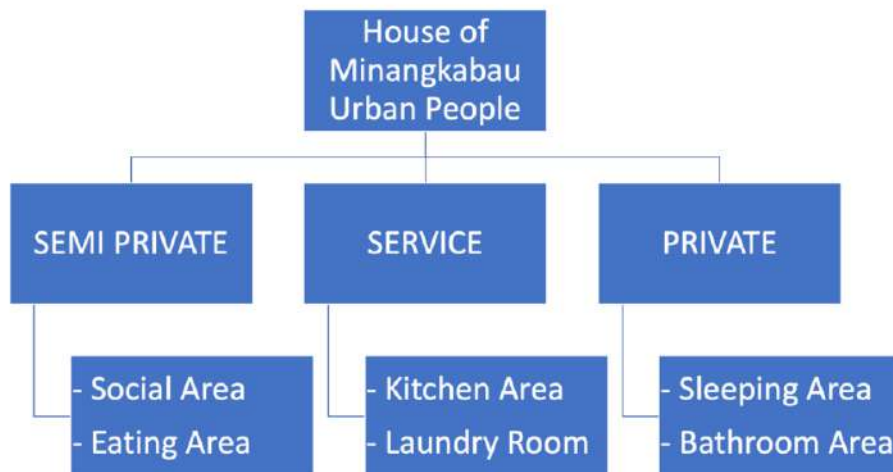 House of
Minangkabau
Urban People
SEMI PRIVATE
SERVICE
PRIVATE
- Social Area
- Eating Area
- Kitchen Area
- Laundry Room
- Sleeping Area
- Bathroom Area